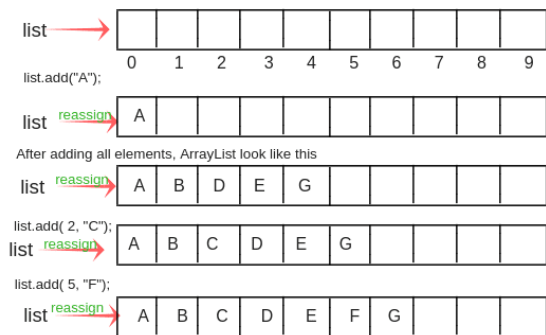 list
0 1 2 3 4 5 6 7 8 9
list.add("A");
list reassign A
After adding all elements, ArrayList look like this
list reassign A B D E G
list.add( 2, "C");
list reassign A B C D E G
list.add( 5, "F");
list reassign A B C D E F G